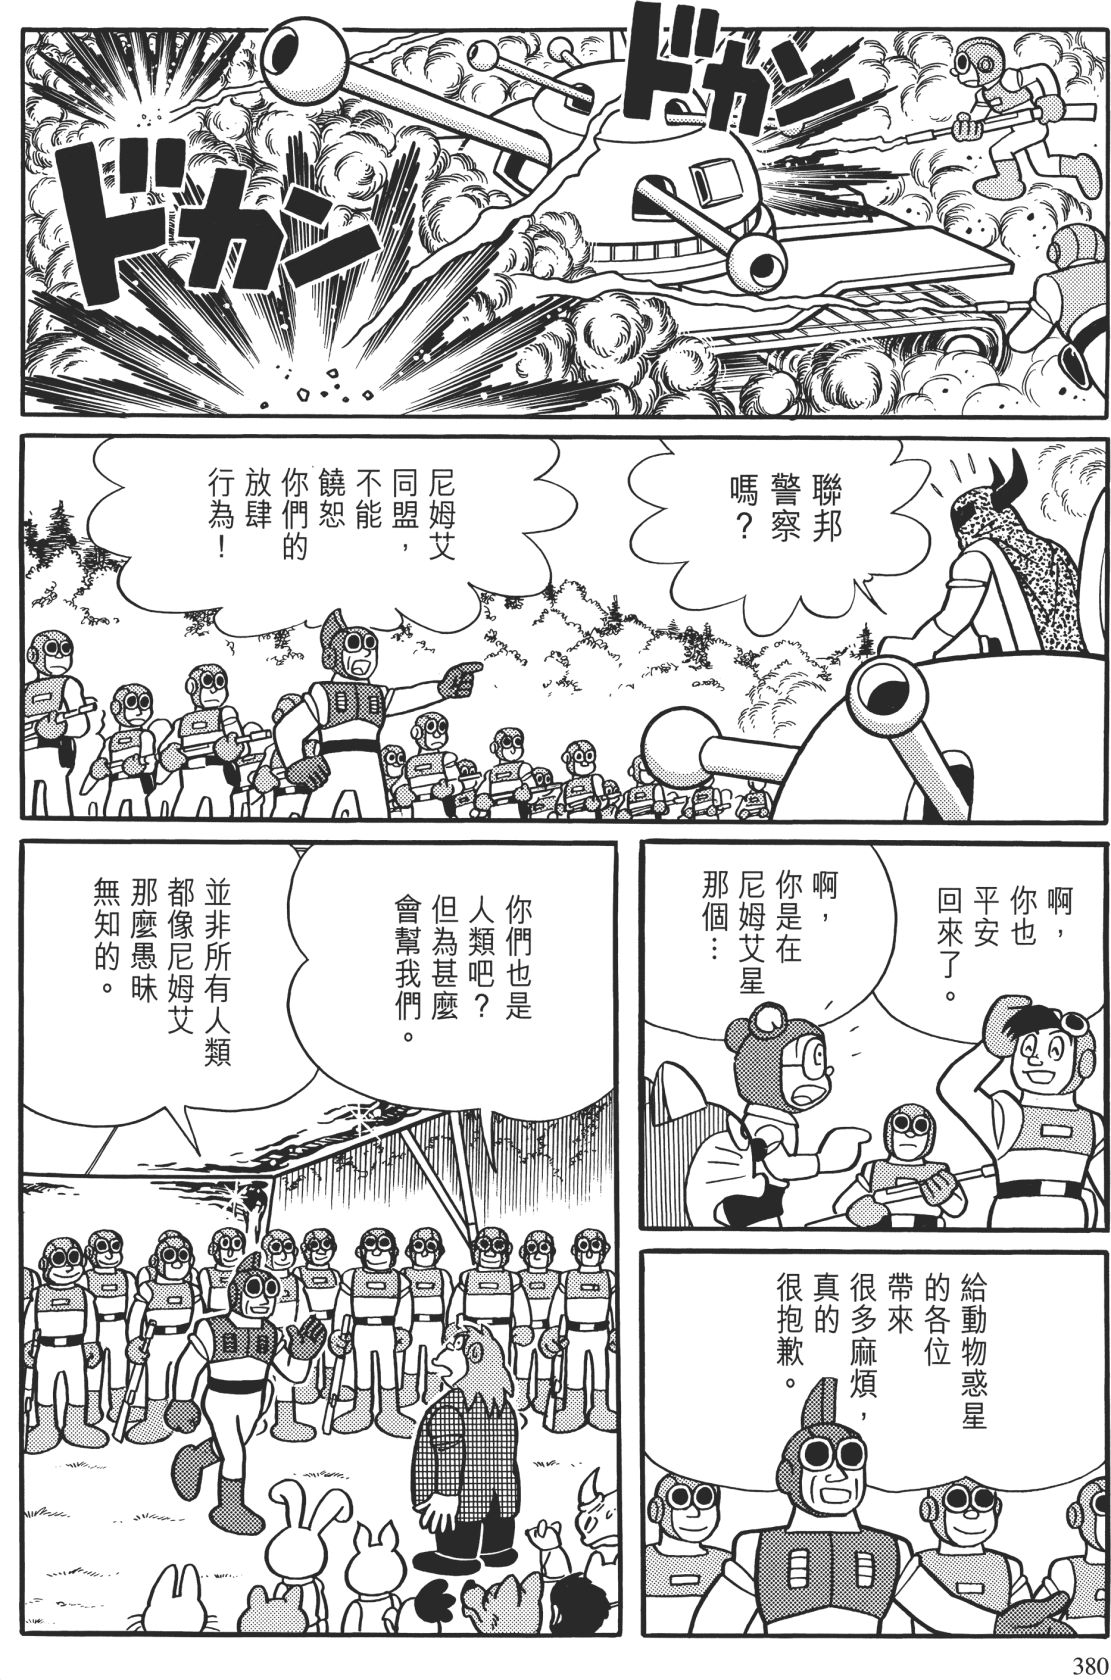 ドカン
ドカン
聯邦
警察
嗎？
尼姆艾
同盟，
不能
饒恕
你們的
放肆
行為！
啊，
你也
平安
回來了。
啊，
你是在
尼姆艾星
那個…
給動物惑星
的各位
帶來
很多麻煩，
真的
很抱歉。
你們也是
人類吧？
但為甚麼
會幫我們。
並非所有人類
都像尼姆艾
那麼愚昧
無知的。
380